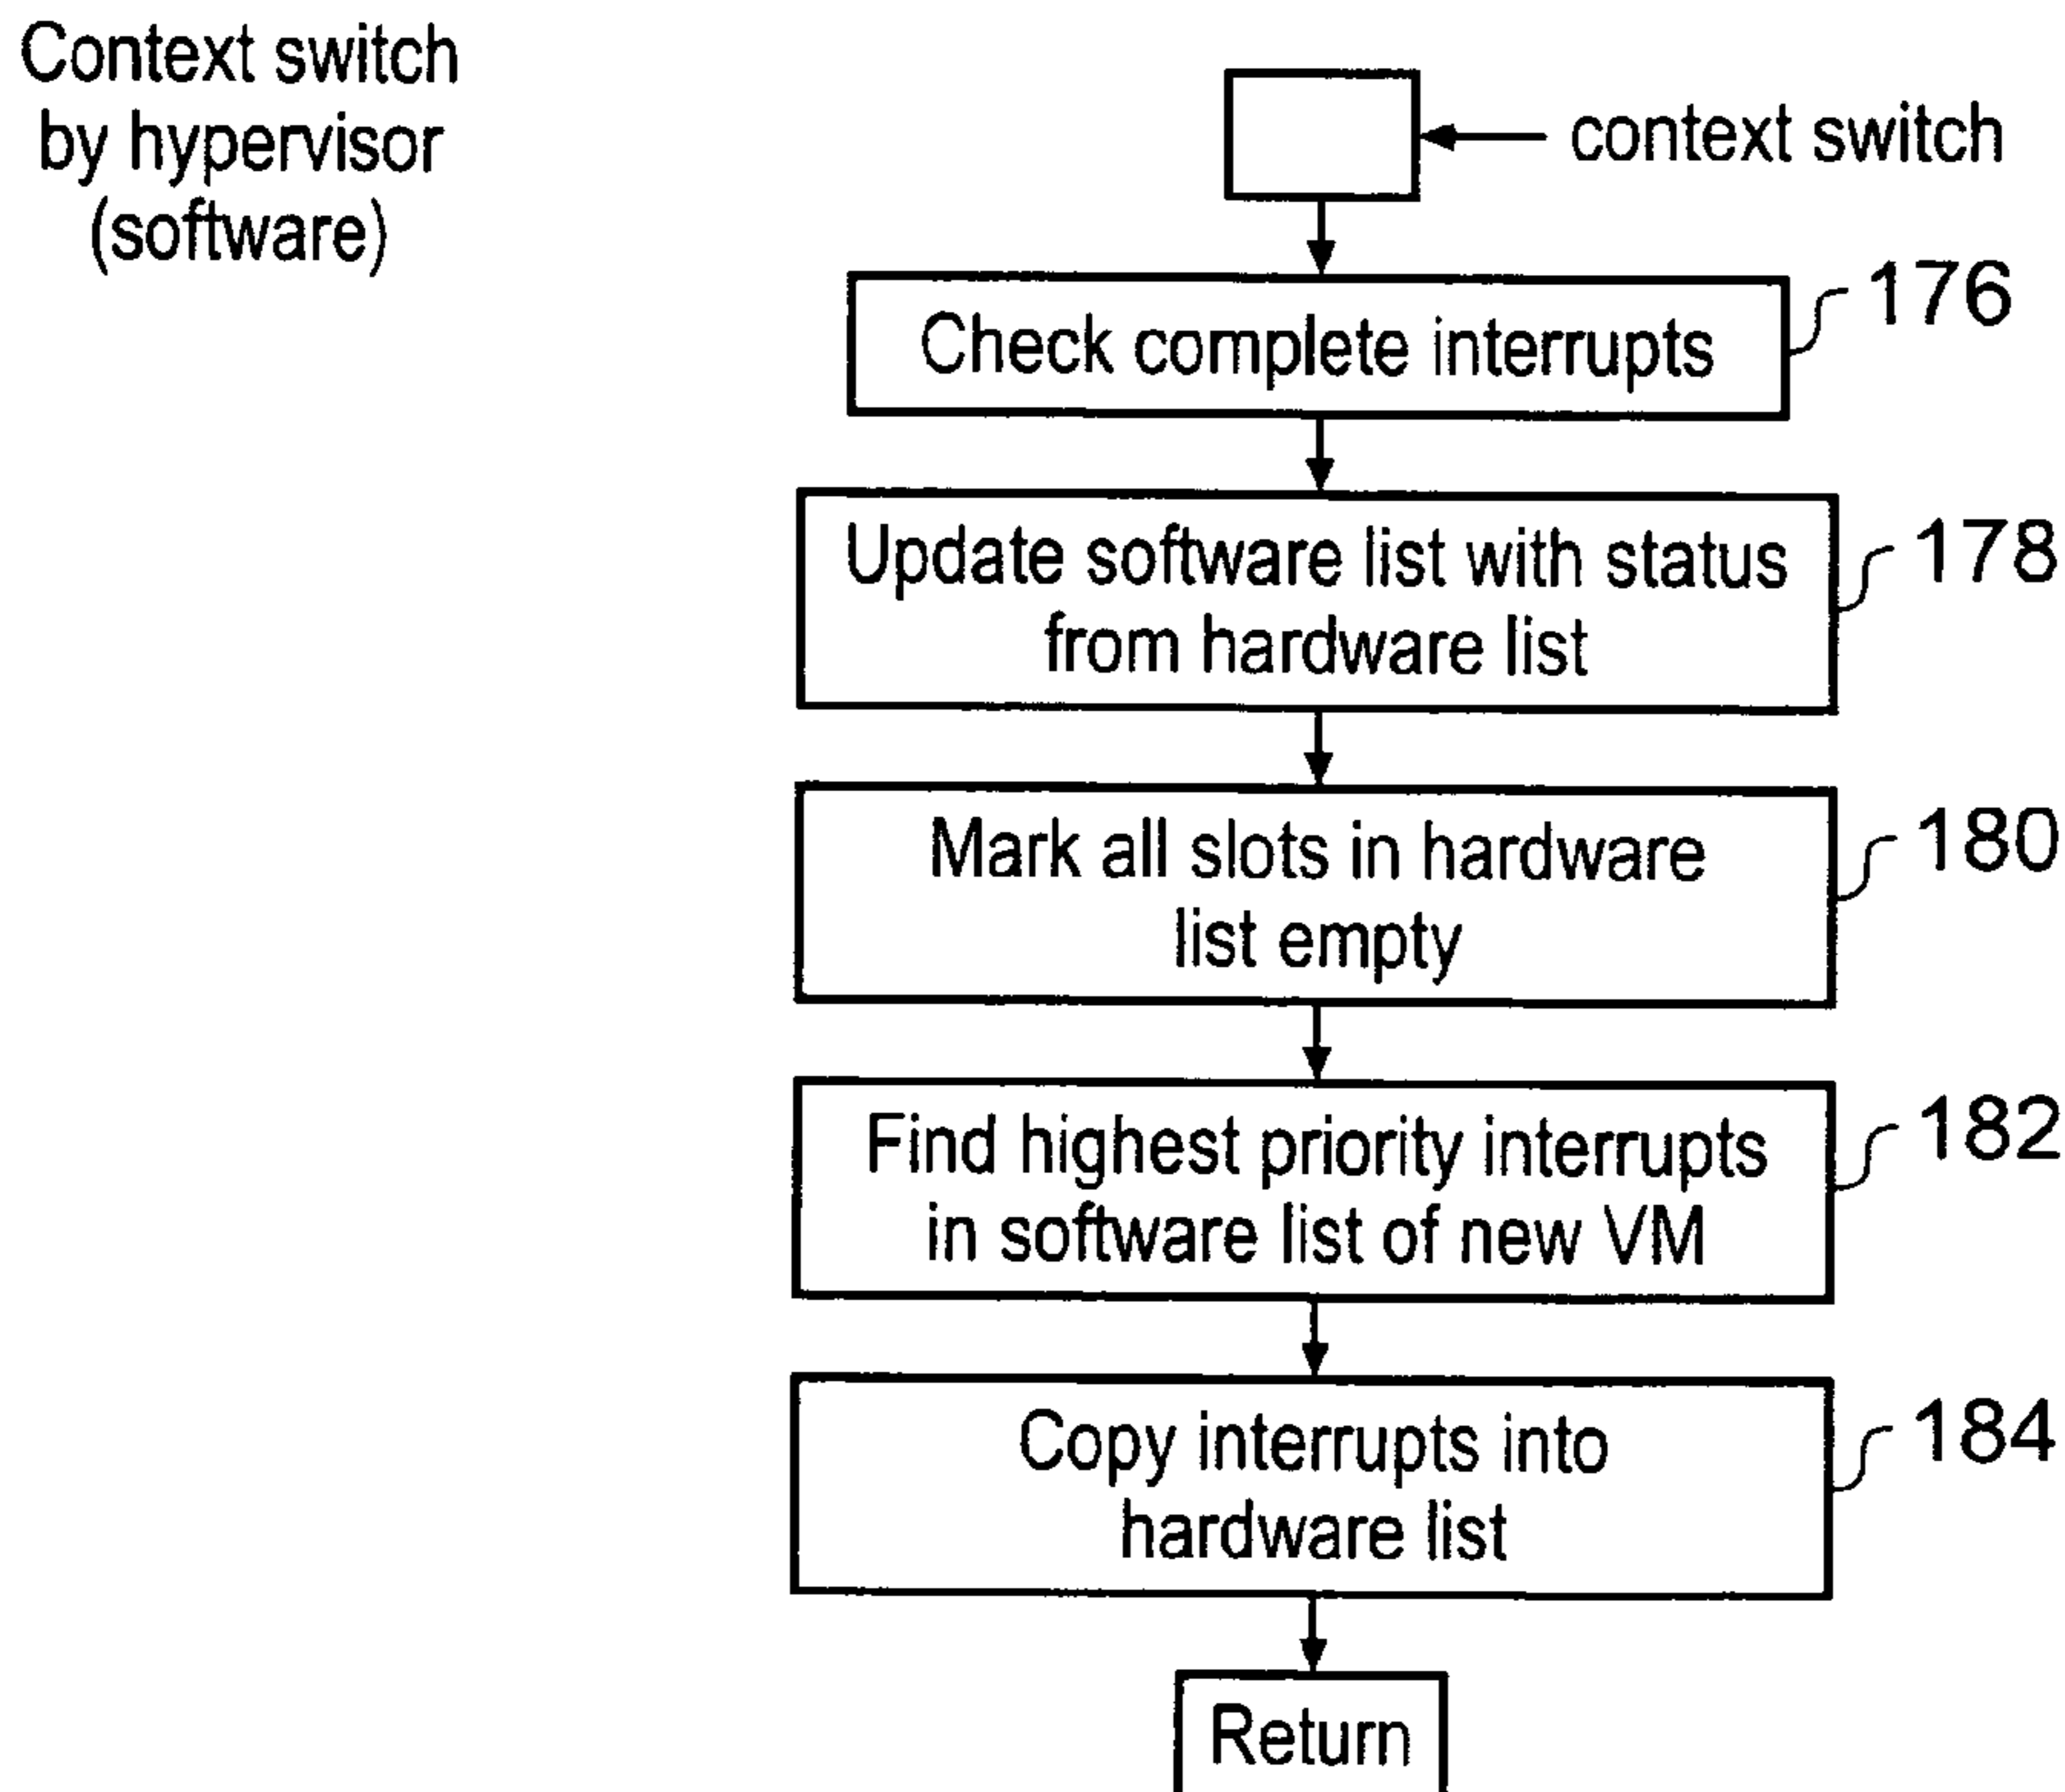 Context switch
by hypervisor
(software)
context switch
Check complete interrupts
176
Update software list with status
from hardware list
178
Mark all slots in hardware
list empty
180
Find highest priority interrupts
in software list of new VM
182
Copy interrupts into
hardware list
184
Return